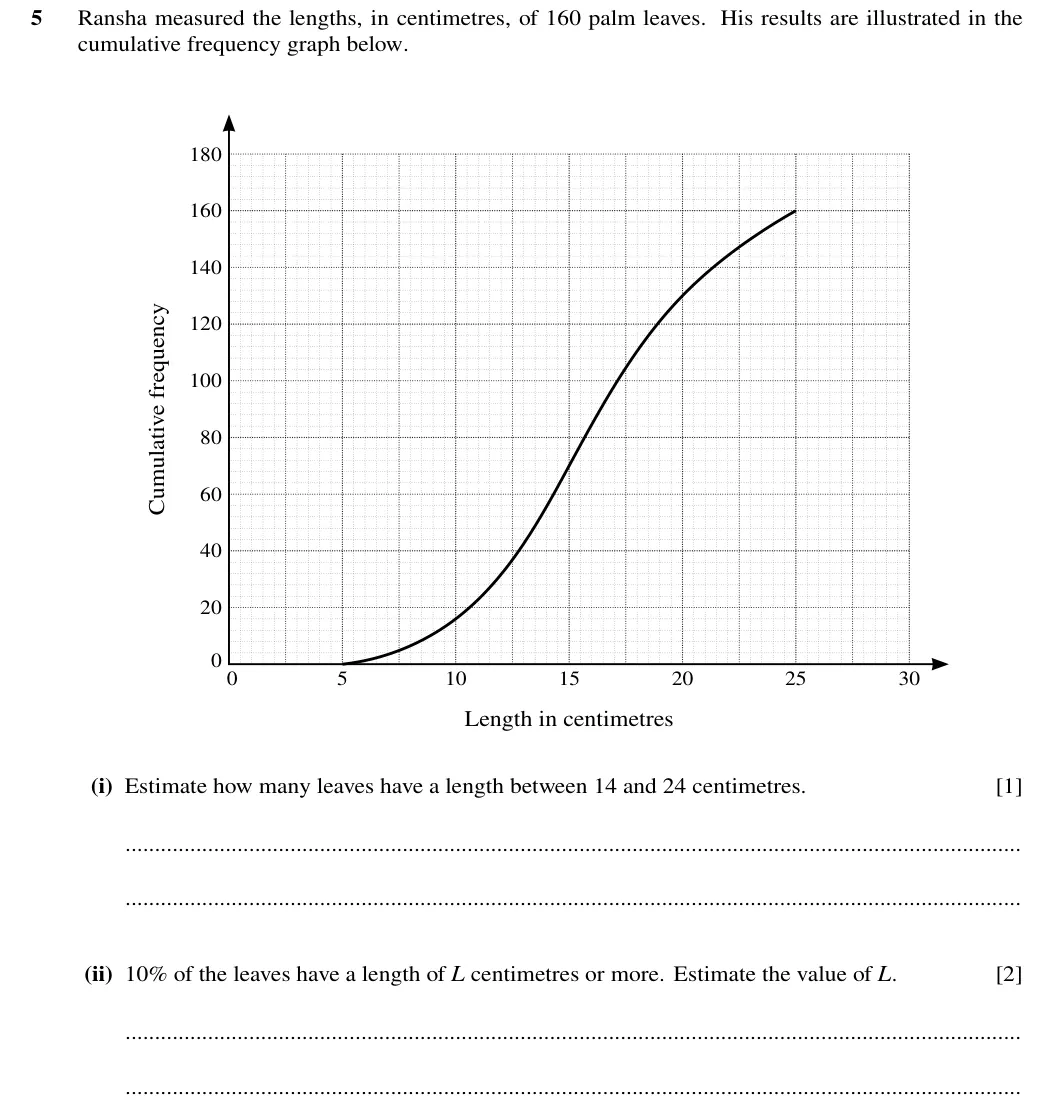 5 Ransha measured the lengths, in centimetres, of 160 palm leaves. His results are illustrated in the
cumulative frequency graph below.
180
160
140
120
100
80
60
40
20
0
Cumulative frequency
0 5 10 15 20 25 30
Length in centimetres
(i) Estimate how many leaves have a length between 14 and 24 centimetres. [1]
(ii) 10% of the leaves have a length of L centimetres or more. Estimate the value of L. [2]